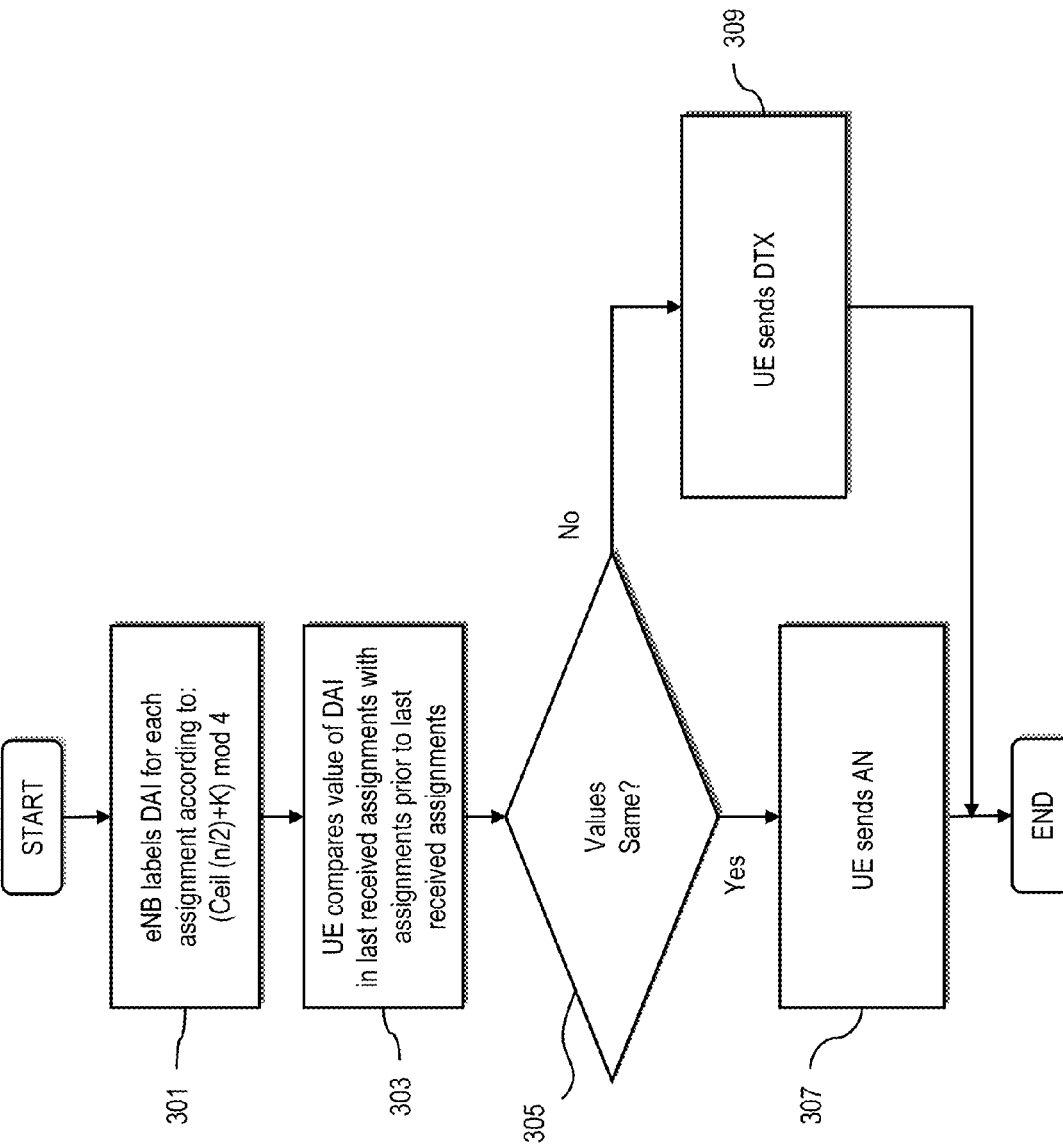 START
eNB labels DAI for each
assignment according to:
(Ceil (n/2)+K) mod 4
301
UE compares value of DAI
in last received assignments with
assignments prior to last
received assignments
303
Values
Same?
305
No
Yes
UE sends AN
307
UE sends DTX
309
END